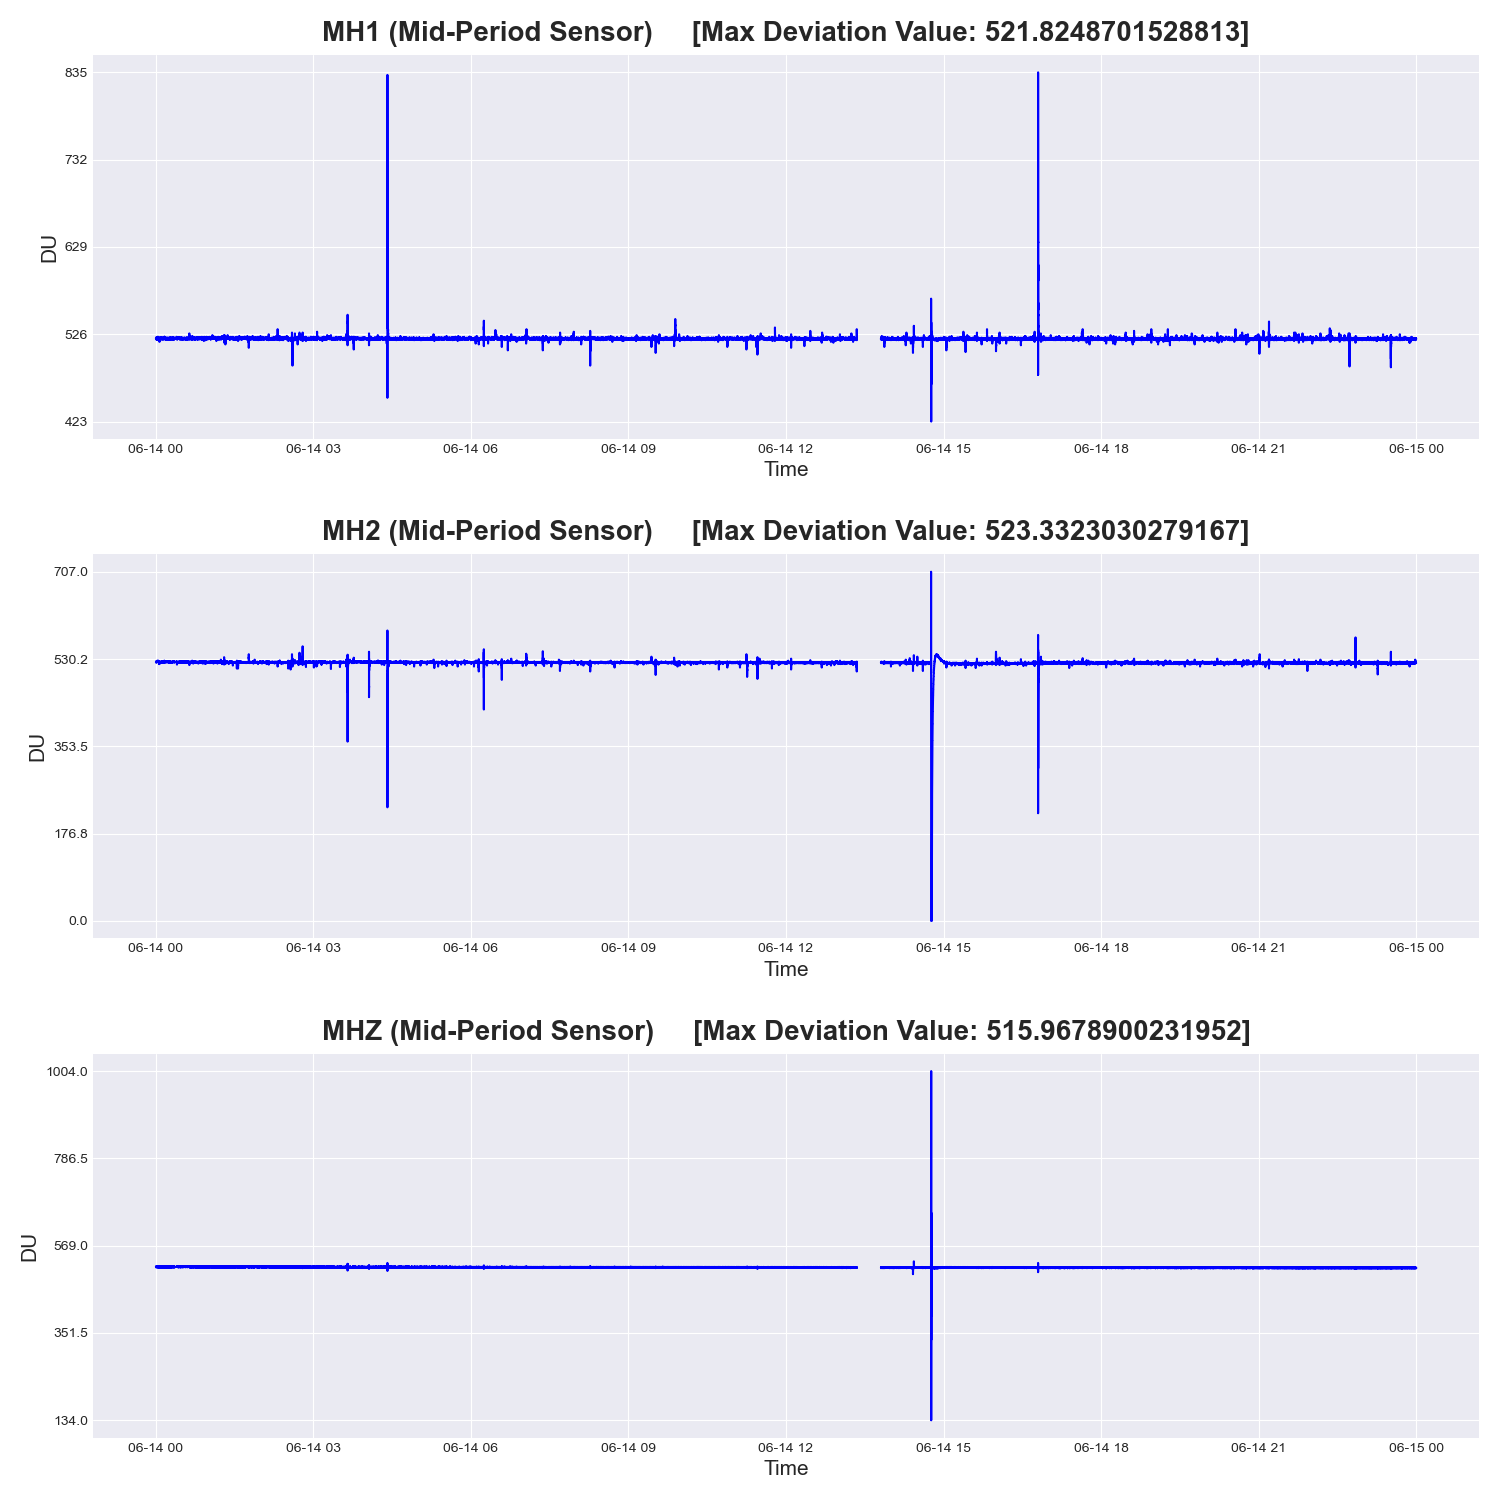 MH1 (Mid-Period Sensor) [Max Deviation Value: 521.8248701528813]
835
732
629
526
423
DU
06-14 00 06-14 03 06-14 06 06-14 09 06-14 12 06-14 15 06-14 18 06-14 21 06-15 00
Time
MH2 (Mid-Period Sensor) [Max Deviation Value: 523.3323030279167]
707.0
530.2
353.5
176.8
0.0
DU
06-14 00 06-14 03 06-14 06 06-14 09 06-14 12 06-14 15 06-14 18 06-14 21 06-15 00
Time
MHZ (Mid-Period Sensor) [Max Deviation Value: 515.9678900231952]
1004.0
786.5
569.0
351.5
134.0
DU
06-14 00 06-14 03 06-14 06 06-14 09 06-14 12 06-14 15 06-14 18 06-14 21 06-15 00
Time